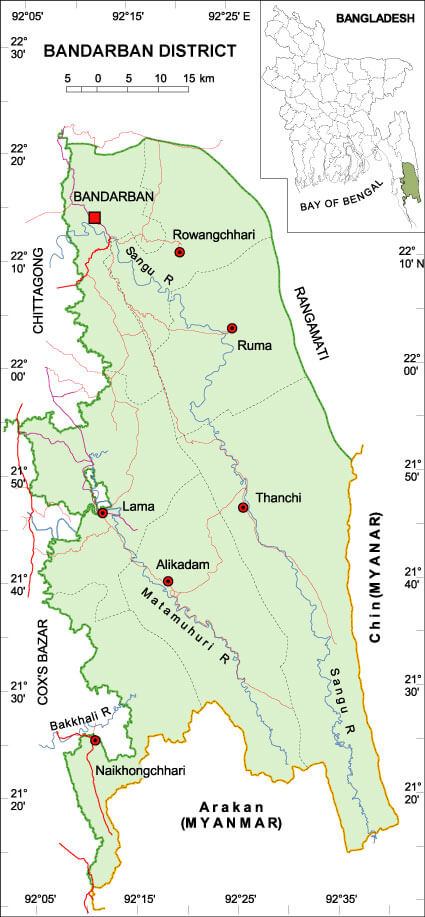 92°05'
92°15'
92°25' E
BANGLADESH
22°
30'
BANDARBAN DISTRICT
5 0 10 15 km
BAY OF BENGAL
22°
20'
BANDARBAN
Rowangchhari
Sangu R
22°
10'
22°
10' N
CHITTAGONG
RANGAMATI
Ruma
22°
00'
22°
00'
21°
50'
21°
50'
Lama
Thanchi
Alikadam
21°
40'
21°
40'
Matamuhuri R
Chin (MYANAR)
COX'S BAZAR
Sangu R
21°
30'
21°
30'
Bakkhali R
Naikhongchhari
21°
20'
21°
20'
Arakan
(MYANMAR)
92°05'
92°15'
92°25'
92°35'